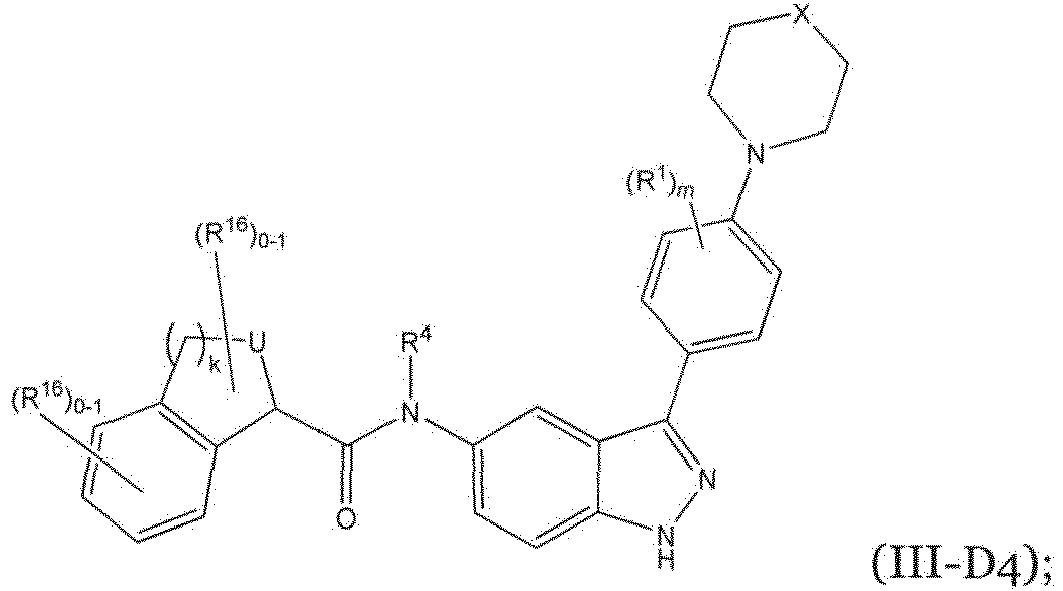 X
N
(R¹)m
(R¹⁶)0-1
( )k
U
R⁴
(R¹⁶)0-1
N
N
O
N
H
(III-D4);